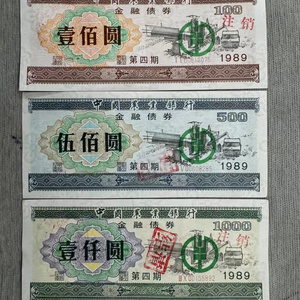 金融债券
100
注销
壹佰圆
第四期
1989
中国农业银行
金融债券
500
伍佰圆
第四期
1989
中国农业银行
金融债券
1000
注销
壹仟圆
第四期
1989